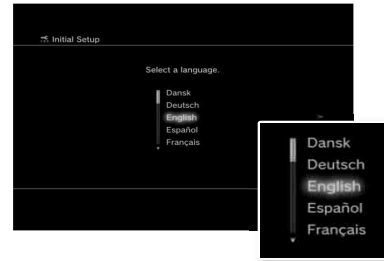 Initial Setup
Select a language.
Dansk
Deutsch
English
Español
Français
Dansk
Deutsch
English
Español
Français